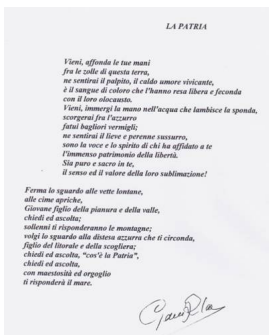 LA PATRIA
Vieni, affonda le tue mani
fra le zolle di questa terra,
ne sentirai il palpito, il caldo umore vivicante,
è il sangue di coloro che l'hanno resa libera e feconda
con il loro olocausto.
Vieni, immergi la mano nell'acqua che lambisce la sponda,
scorgerai fra l'azzurro
fatui bagliori vermigli;
ne sentirai il lieve e perenne sussurro,
sono la voce e lo spirito di chi ha affidato a te
l'immenso patrimonio della libertà.
Sia puro e sacro in te,
il senso ed il valore della loro sublimazione!
Ferma lo sguardo alle vette lontane,
alle cime apriche,
Giovane figlio della pianura e della valle,
chiedi ed ascolta;
solenni ti risponderanno le montagne;
volgi lo sguardo alla distesa azzurra che ti circonda,
figlio del litorale e della scogliera;
chiedi ed ascolta, "cos'è la Patria",
chiedi ed ascolta,
con maestosità ed orgoglio
ti risponderà il mare.